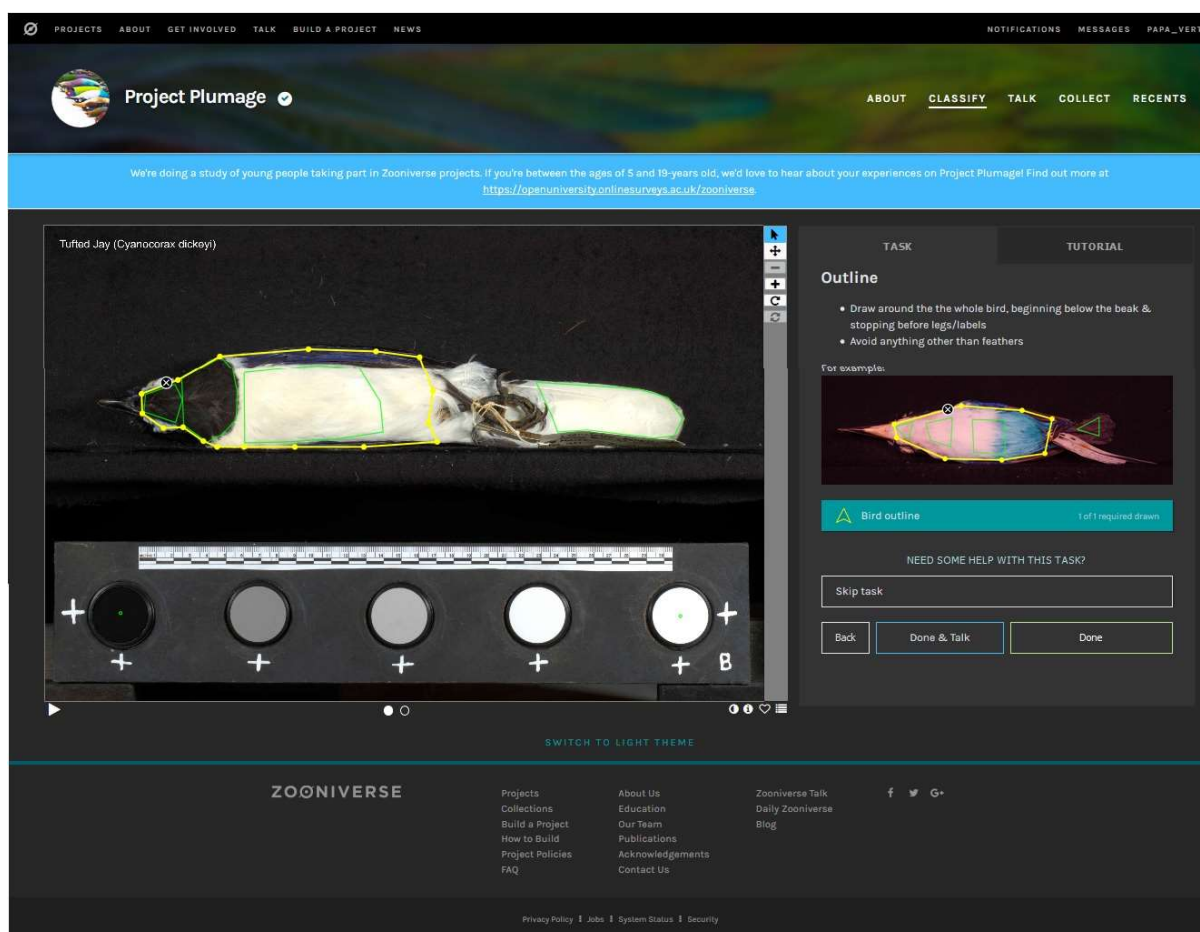 PROJECTS ABOUT GET INVOLVED TALK BUILD A PROJECT NEWS
NOTIFICATIONS MESSAGES PAPA_VERT
Project Plumage
ABOUT CLASSIFY TALK COLLECT RECENTS
We're doing a study of young people taking part in Zooniverse projects. If you're between the ages of 5 and 19-years old, we'd love to hear about your experiences on Project Plumage! Find out more at
https://openuniversity.onlinesurveys.ac.uk/zooniverse.
Tufted Jay (Cyanocorax dickeyi)
B
TASK TUTORIAL
Outline
• Draw around the the whole bird, beginning below the beak &
stopping before legs/labels
• Avoid anything other than feathers
For example:
Bird outline 1 of 1 required drawn
NEED SOME HELP WITH THIS TASK?
Skip task
Back Done & Talk Done
SWITCH TO LIGHT THEME
ZOONIVERSE
Projects
Collections
Build a Project
How to Build
Project Policies
FAQ
About Us
Education
Our Team
Publications
Acknowledgements
Contact Us
Zooniverse Talk
Daily Zooniverse
Blog
G+
Privacy Policy Jobs System Status Security